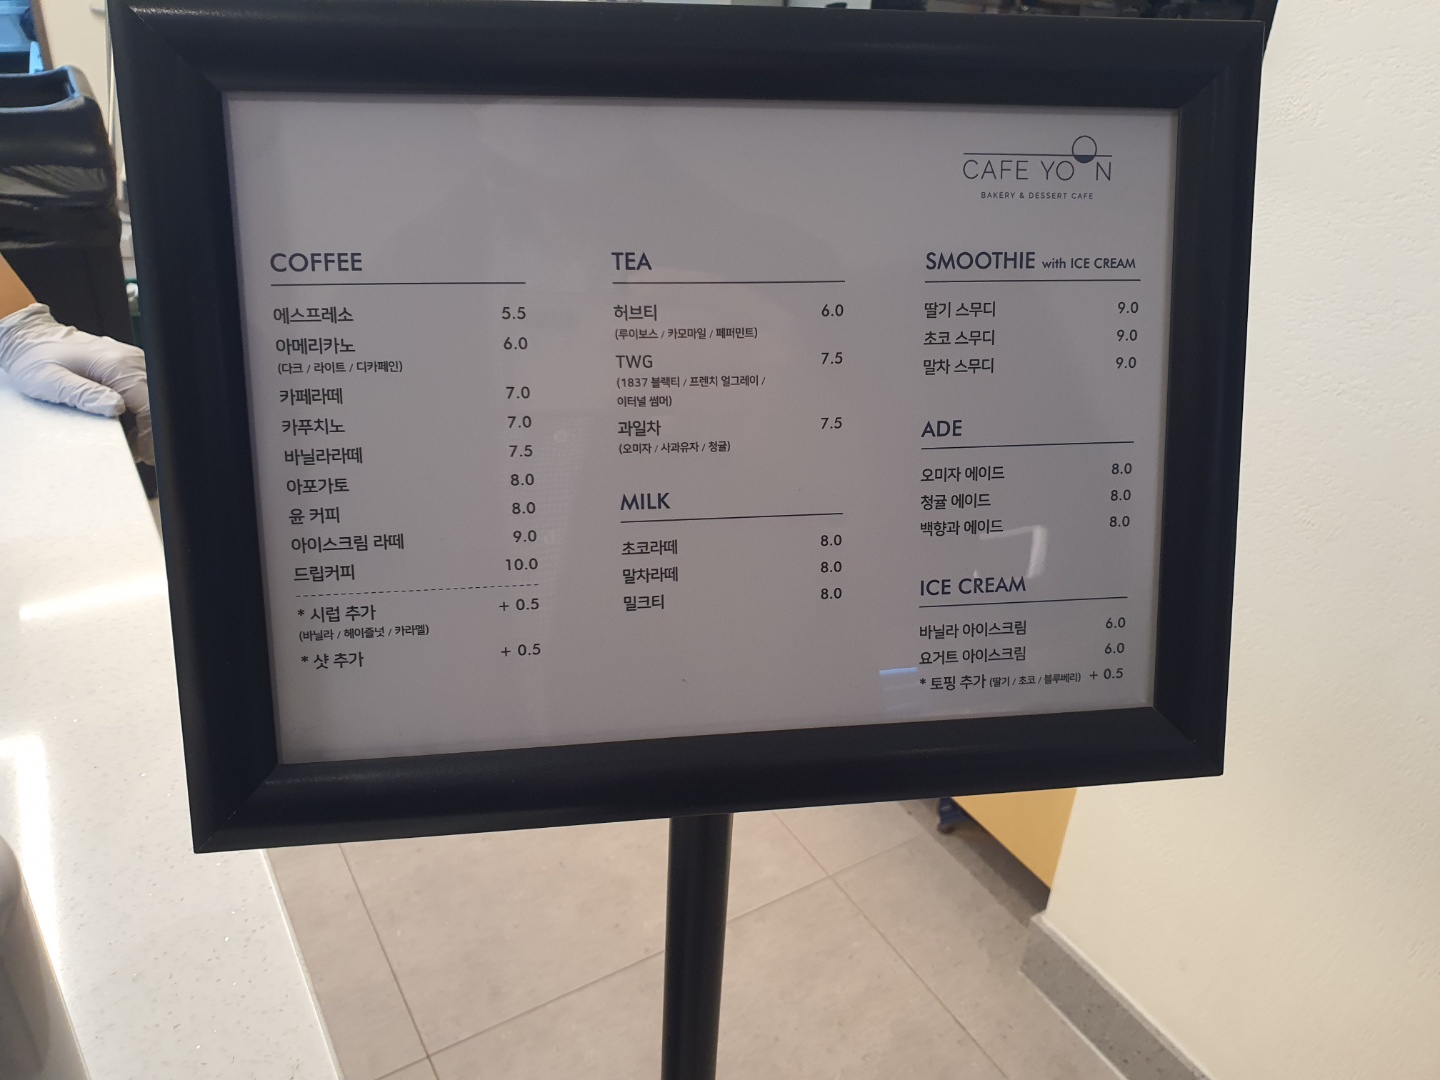 CAFE YOON
BAKERY & DESSERT CAFE
COFFEE
에스프레소 5.5
아메리카노 6.0
(다크 / 라이트 / 디카페인)
카페라떼 7.0
카푸치노 7.0
바닐라라떼 7.5
아포가토 8.0
윤 커피 8.0
아이스크림 라떼 9.0
드립커피 10.0
* 시럽 추가 + 0.5
(바닐라 / 헤이즐넛 / 카라멜)
* 샷 추가 + 0.5
TEA
허브티 6.0
(루이보스 / 카모마일 / 페퍼민트)
TWG 7.5
(1837 블랙티 / 프렌치 얼그레이 /
이터널 썸머)
과일차 7.5
(오미자 / 사과유자 / 청귤)
MILK
초코라떼 8.0
말차라떼 8.0
밀크티 8.0
SMOOTHIE with ICE CREAM
딸기 스무디 9.0
초코 스무디 9.0
말차 스무디 9.0
ADE
오미자 에이드 8.0
청귤 에이드 8.0
백향과 에이드 8.0
ICE CREAM
바닐라 아이스크림 6.0
요거트 아이스크림 6.0
* 토핑 추가 (딸기 / 초코 / 블루베리) + 0.5